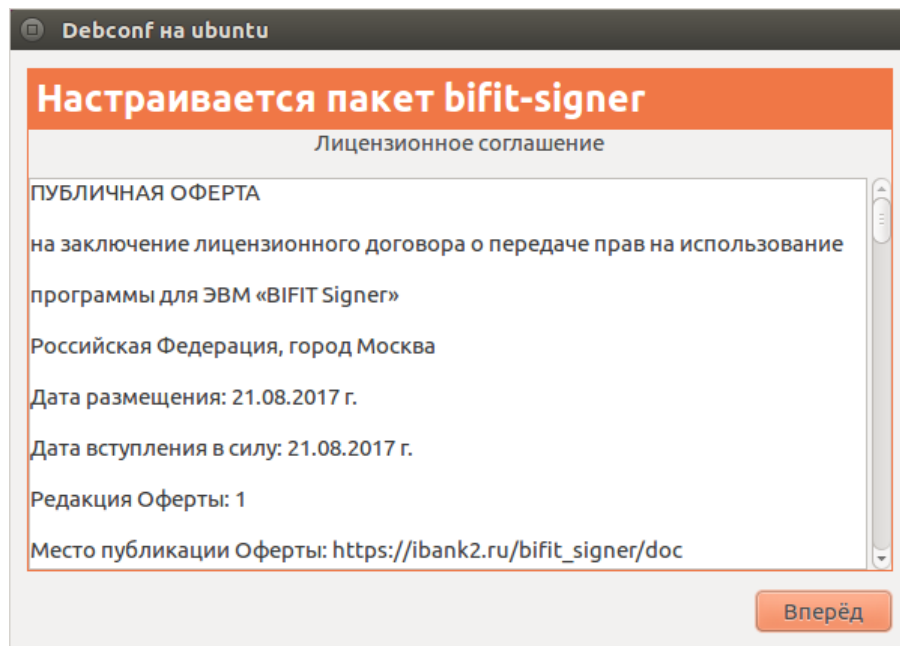 Debconf на ubuntu
Настраивается пакет bifit-signer
Лицензионное соглашение
ПУБЛИЧНАЯ ОФЕРТА
на заключение лицензионного договора о передаче прав на использование
программы для ЭВМ «BIFIT Signer»
Российская Федерация, город Москва
Дата размещения: 21.08.2017 г.
Дата вступления в силу: 21.08.2017 г.
Редакция Оферты: 1
Место публикации Оферты: https://ibank2.ru/bifit_signer/doc
Вперёд